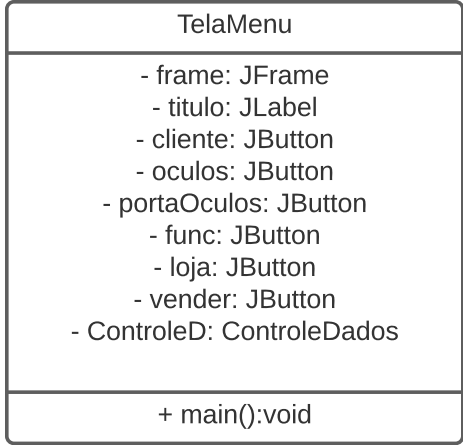 TelaMenu
- frame: JFrame
- titulo: JLabel
- cliente: JButton
- oculos: JButton
- portaOculos: JButton
- func: JButton
- loja: JButton
- vender: JButton
- ControleD: ControleDados
+ main():void